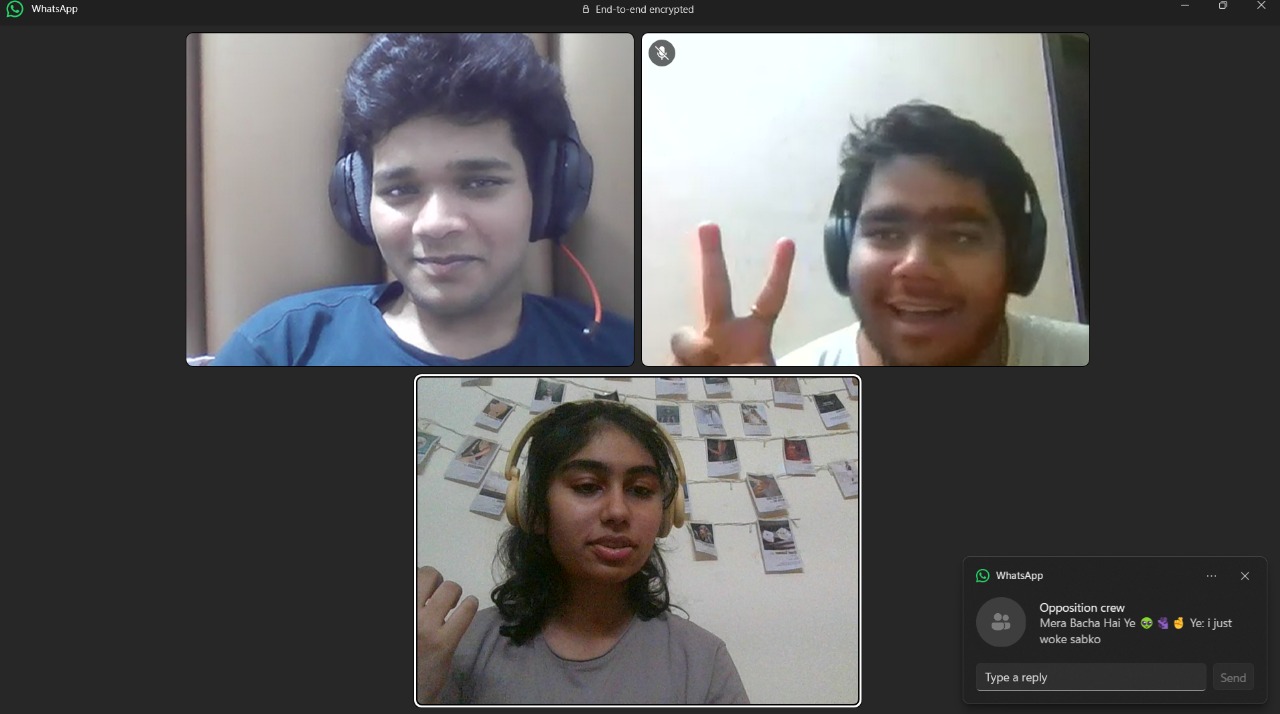 WhatsApp
End-to-end encrypted
WhatsApp
Opposition crew
Mera Bacha Hai Ye 👽 🍇 🤞 Ye: i just
woke sabko
Type a reply
Send